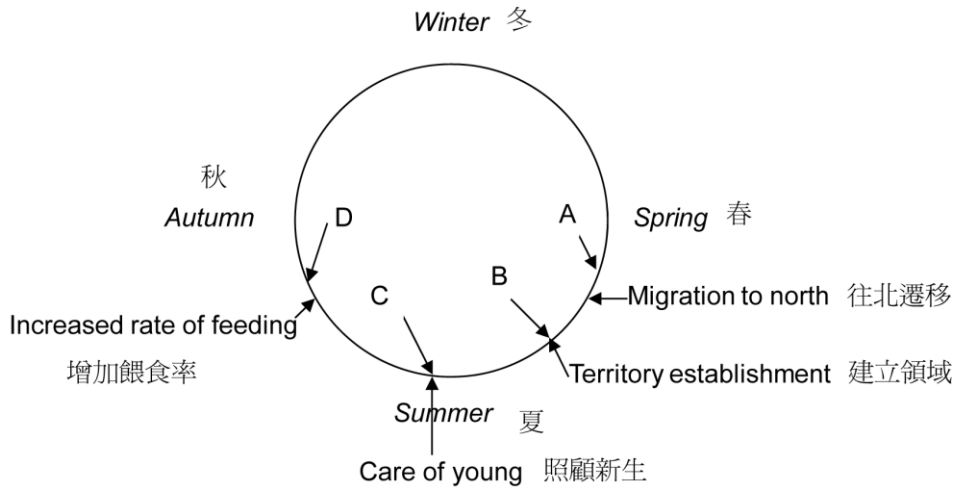 Winter 冬
秋
Autumn
D
A
Spring 春
B
C
Migration to north 往北遷移
Increased rate of feeding
增加餵食率
Territory establishment 建立領域
Summer 夏
Care of young 照顧新生